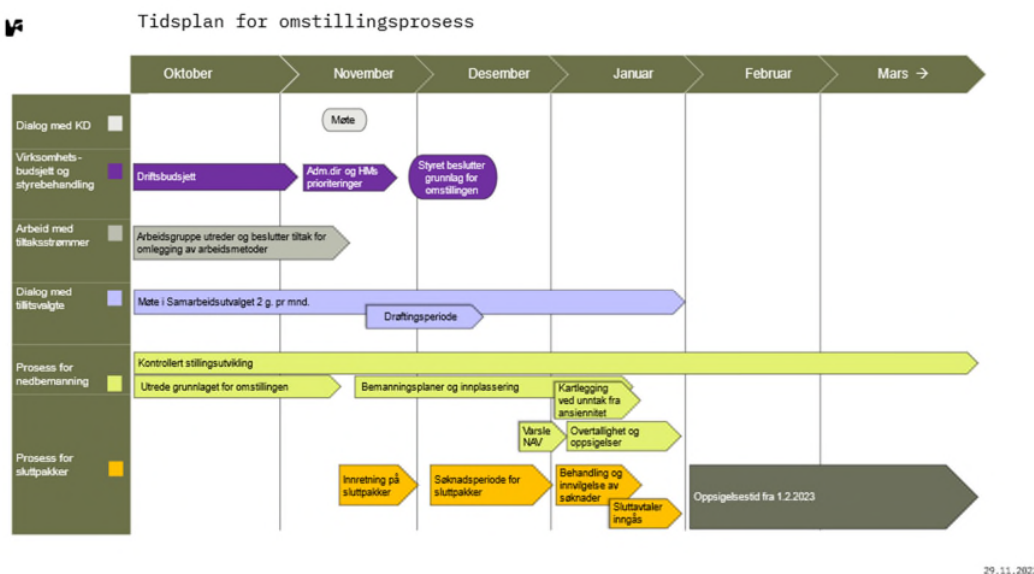 Tidsplan for omstillingsprosess
Oktober
November
Desember
Januar
Februar
Mars →
Dialog med KD
Møte
Virksomhets-
budsjett og
styrebehandling
Driftsbudsjett
Adm.dir og HMs
prioriteringer
Styret beslutter
grunnlag for
omstillingen
Arbeid med
tiltaksstrømmer
Arbeidsgruppe utreder og beslutter tiltak for
omlegging av arbeidsmetoder
Dialog med
tillitsvalgte
Møte i Samarbeidsutvalget 2 g. pr mnd.
Drøftingsperiode
Prosess for
nedbemanning
Kontrollert stillingsutvikling
Utrede grunnlaget for omstillingen
Bemanningsplaner og innplassering
Kartlegging
ved unntak fra
ansiennitet
Varsle
NAV
Overtallighet og
oppsigelser
Prosess for
sluttpakker
Innretning på
sluttpakker
Søknadsperiode for
sluttpakker
Behandling og
innvilgelse av
søknader
Sluttavtaler
inngås
Oppsigelsestid fra 1.2.2023